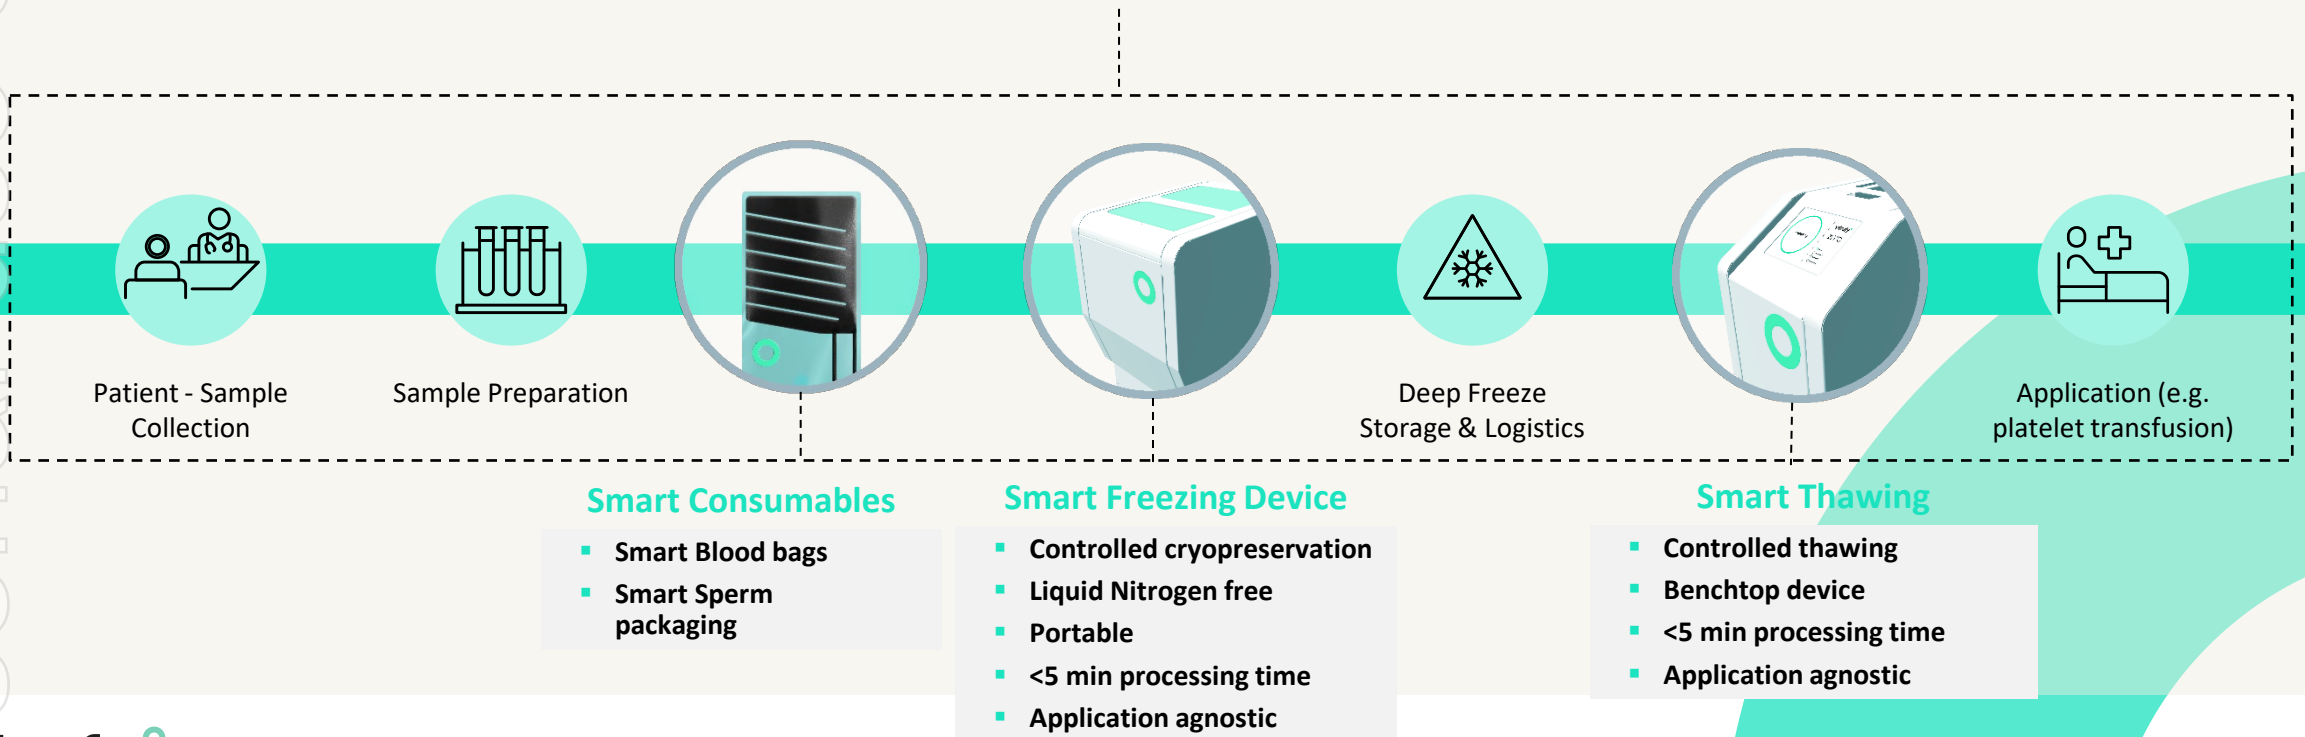 Patient - Sample
Collection
Sample Preparation
Deep Freeze
Storage & Logistics
Application (e.g.
platelet transfusion)
Smart Consumables
▪ Smart Blood bags
▪ Smart Sperm
packaging
Smart Freezing Device
▪ Controlled cryopreservation
▪ Liquid Nitrogen free
▪ Portable
▪ <5 min processing time
▪ Application agnostic
Smart Thawing
▪ Controlled thawing
▪ Benchtop device
▪ <5 min processing time
▪ Application agnostic